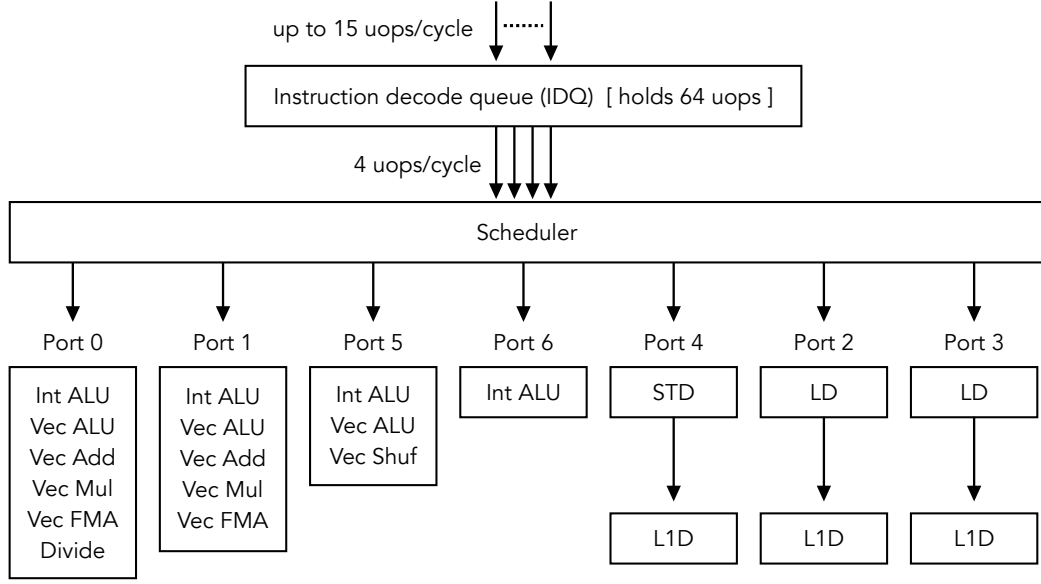 up to 15 uops/cycle
Instruction decode queue (IDQ) [ holds 64 uops ]
4 uops/cycle
Scheduler
Port 0
Port 1
Port 5
Port 6
Port 4
Port 2
Port 3
Int ALU
Vec ALU
Vec Add
Vec Mul
Vec FMA
Divide
Int ALU
Vec ALU
Vec Add
Vec Mul
Vec FMA
Int ALU
Vec ALU
Vec Shuf
Int ALU
STD
LD
LD
L1D
L1D
L1D